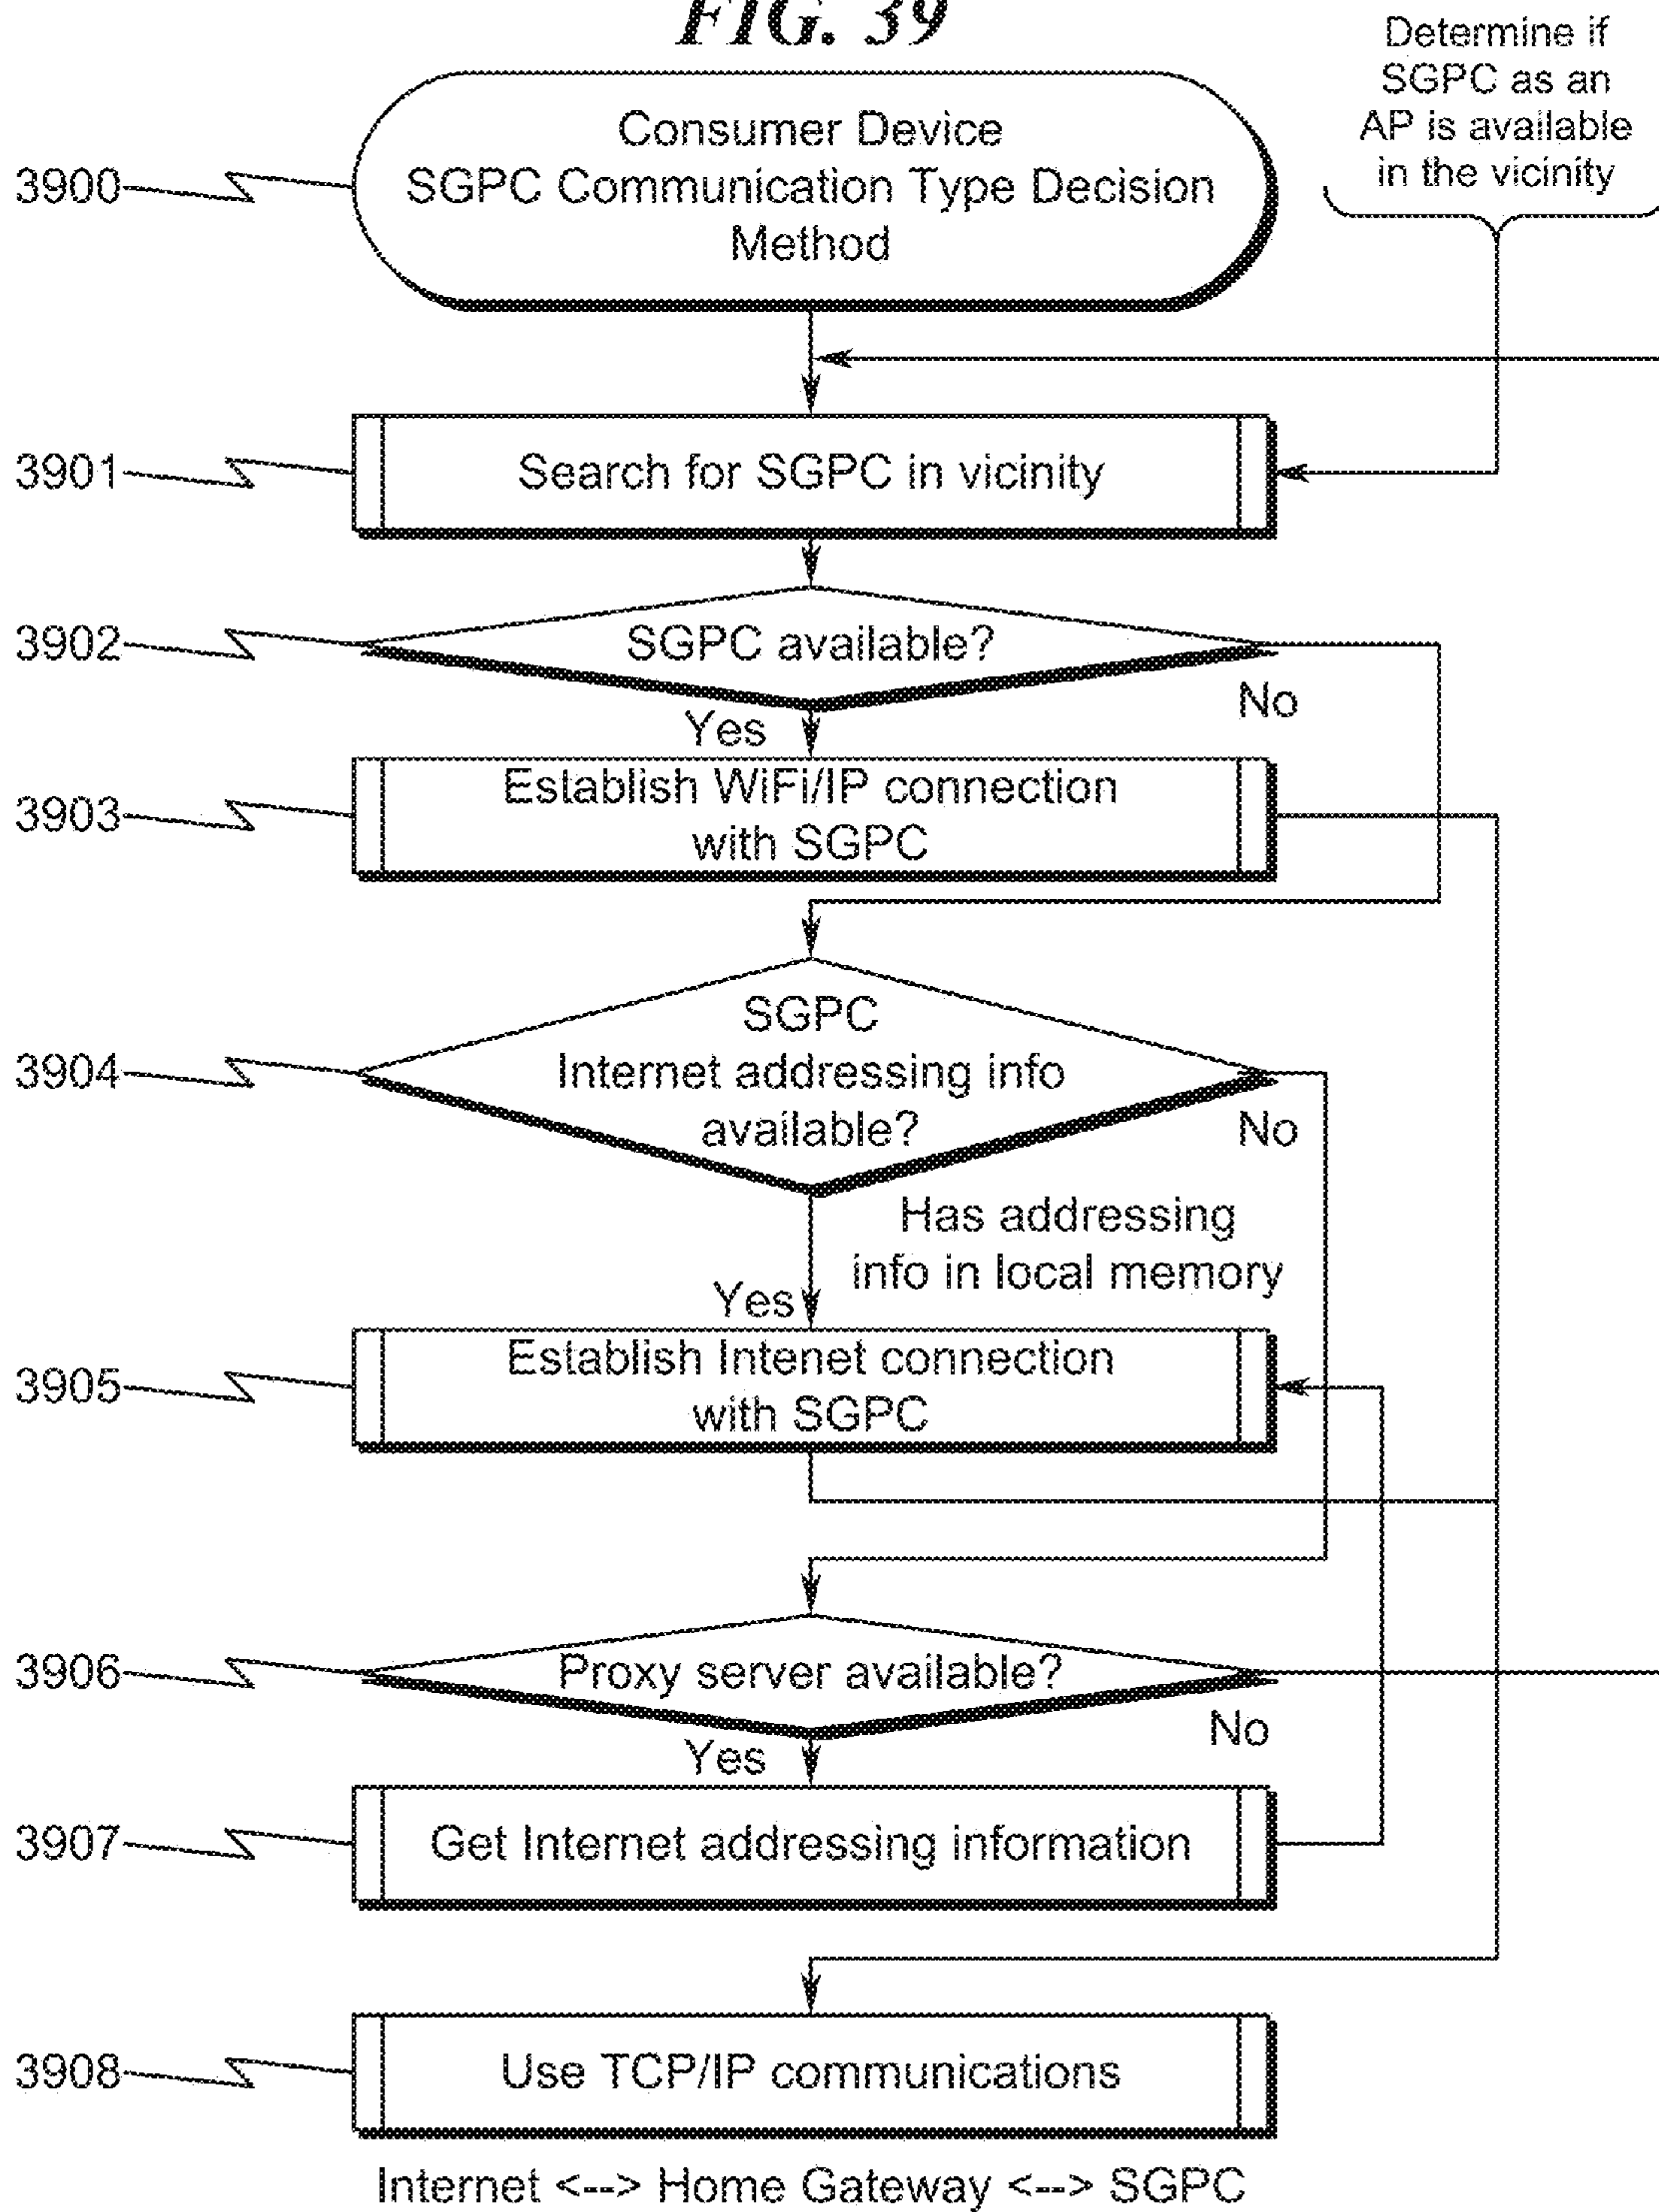 FIG. 39
Determine if
SGPC as an
AP is available
in the vicinity
3900
Consumer Device
SGPC Communication Type Decision
Method
3901
Search for SGPC in vicinity
3902
SGPC available?
No
Yes
3903
Establish WiFi/IP connection
with SGPC
3904
SGPC
Internet addressing info
available?
No
Has addressing
info in local memory
Yes
3905
Establish Intenet connection
with SGPC
3906
Proxy server available?
No
Yes
3907
Get Internet addressing information
3908
Use TCP/IP communications
Internet <--> Home Gateway <--> SGPC